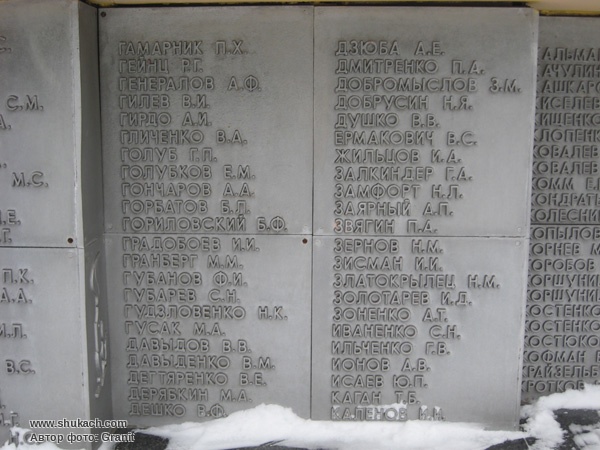 С.М.
М.С.
П.К.
А.А.
В.С.
ГАМАРНИК П.Х.
ГЕЙНЦ Р.Г.
ГЕНЕРАЛОВ А.Ф.
ГИЛЕВ В.И.
ГИРДО А.И.
ГЛИЧЕНКО В.А.
ГОЛУБ Г.П.
ГОЛУБКОВ Е.М.
ГОНЧАРОВ А.А.
ГОРБАТОВ Б.Л.
ГОРИЛОВСКИЙ Б.Ф.
ГРАДОБОЕВ И.И.
ГРАНБЕРГ М.М.
ГУБАНОВ Ф.И.
ГУБАРЕВ С.Н.
ГУДЗЛОВЕНКО Н.К.
ГУСАК М.А.
ДАВЫДОВ В.В.
ДАВЫДЕНКО В.М.
ДЕГТЯРЕНКО В.Е.
ДЕРЯБКИН М.А.
ДЕШКО Р.Ф.
ДЗЮБА А.Е.
ДМИТРЕНКО П.А.
ДОБРОМЫСЛОВ З.М.
ДОБРУСИН Н.Я.
ДУШКО В.В.
ЕРМАКОВИЧ В.С.
ЖИЛЬЦОВ И.А.
ЗАЛКИНДЕР Г.А.
ЗАМФОРТ Н.Л.
ЗАЯРНЫЙ А.П.
ЗВЯГИН П.А.
ЗЕРНОВ Н.М.
ЗИСМАН И.И.
ЗЛАТОКРЫЛЕЦ Н.М.
ЗОЛОТАРЕВ И.Д.
ЗОНЕНКО А.Т.
ИВАНЕНКО С.Н.
ИЛЬЧЕНКО Г.В.
ИОНОВ А.В.
ИСАЕВ Ю.П.
КАГАН Т.Б.
КАПЕНОВ И.И.
www.shukach.com
Автор фото: Granit